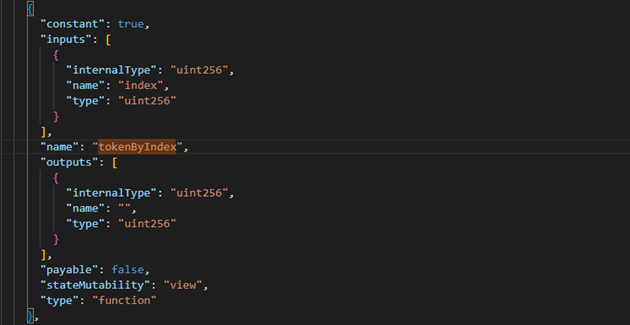 {
"constant": true,
"inputs": [
{
"internalType": "uint256",
"name": "index",
"type": "uint256"
}
],
"name": "tokenByIndex",
"outputs": [
{
"internalType": "uint256",
"name": "",
"type": "uint256"
}
],
"payable": false,
"stateMutability": "view",
"type": "function"
},